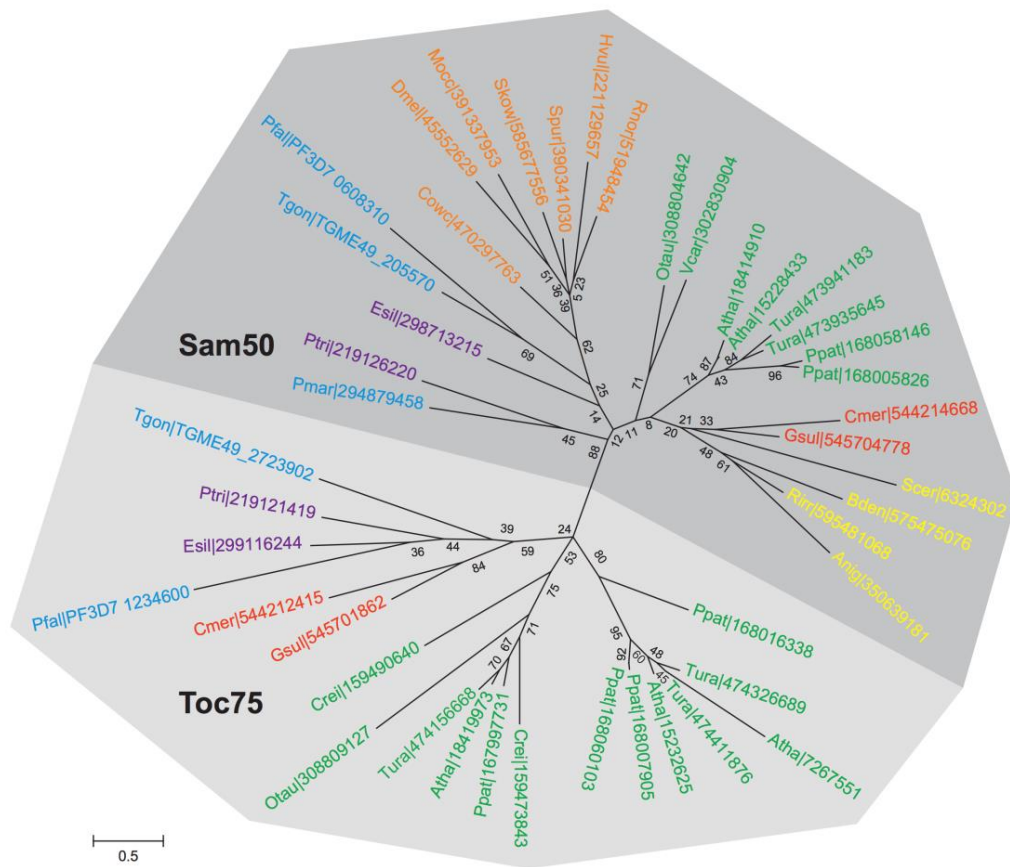 Hvul|221129657
Mocc|391337953
Skow|585677556
Rnor|51948454
Dmel|45552629
Spur|390341030
Pfal|PF3D7_0608310
Otau|308804642
Vcar|302830904
Cowc|470297763
Tgon|TGME49_205570
Atha|18414910
Atha|15228433
Tura|473941183
51 36 39 5 23
Tura|473935645
Esil|298713215
Sam50
62
69
Ppat|168058146
87 84
96
Ppat|168005826
Ptri|219126220
25
71
74
43
Pmar|294879458
14
Cmer|544214668
21 33
Gsul|545704778
45
88
12 11 8 20
48 61
Scer|6324302
Tgon|TGME49_2723902
Bden|575475076
Rirr|595481068
Anig|350639181
Ptri|219121419
39
24
Esil|299116244
36 44
59
53
80
84
Pfal|PF3D7_1234600
Cmer|544212415
75
Gsul|545701862
Ppat|168016338
71
95
92
60
48
45
67
70
Crei|159490640
Tura|474326689
Toc75
Otau|308809127
Tura|474156668
Atha|18419973
Ppat|167997731
Crei|159473843
Ppat|168060103
Ppat|168007905
Atha|15232625
Tura|474411876
Atha|7267551
0.5